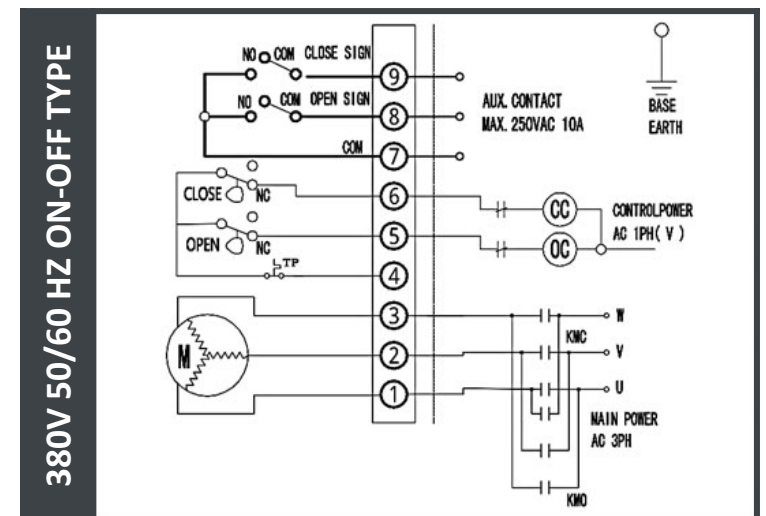 380V 50/60 HZ ON-OFF TYPE
NO COM CLOSE SIGN
9
NO COM OPEN SIGN
8
AUX. CONTACT
MAX. 250VAC 10A
COM
7
BASE
EARTH
CLOSE NC
6
CC
CONTROLPOWER
AC 1PH( V )
OPEN NC
5
OC
TP
4
3
W
KMC
M
2
V
1
U
MAIN POWER
AC 3PH
KMO